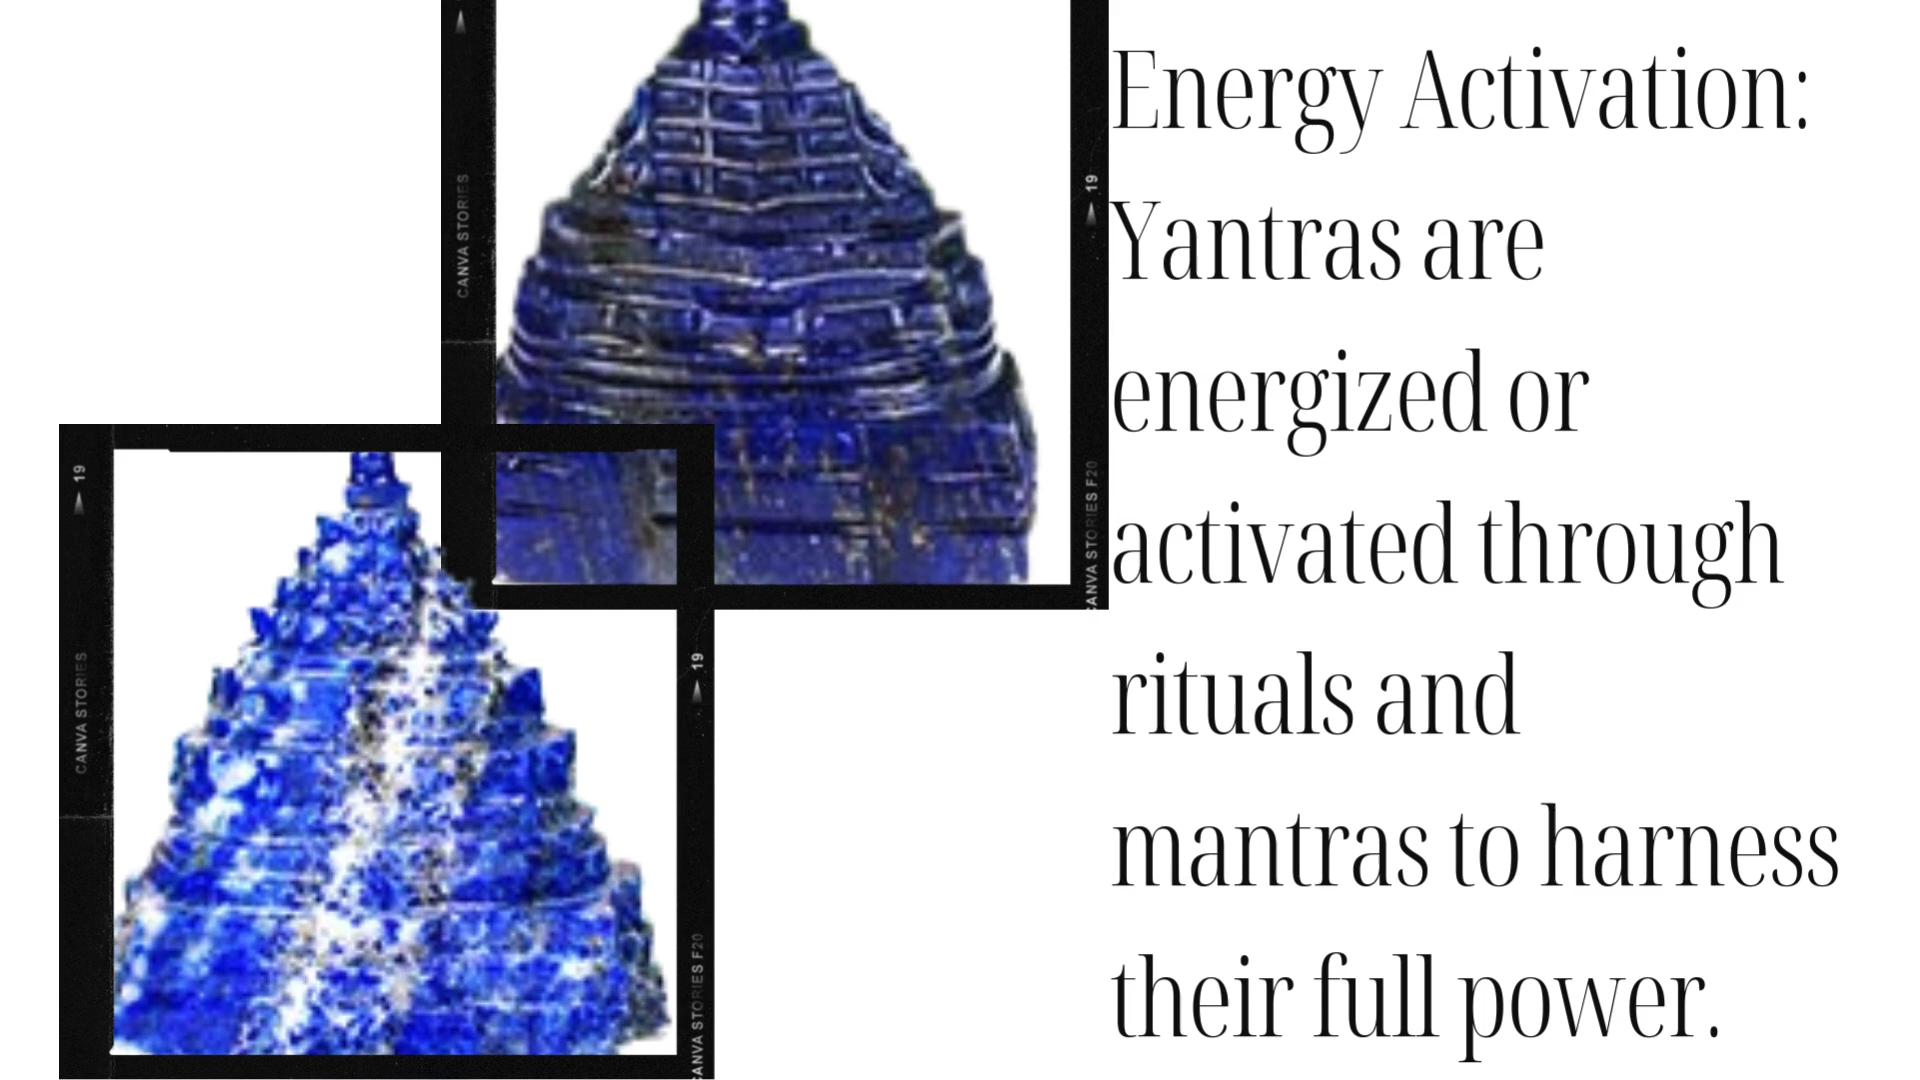 Energy Activation:
Yantras are
energized or
activated through
rituals and
mantras to harness
their full power.
CANVA STORIES
19
CANVA STORIES F20
19
CANVA STORIES
19
CANVA STORIES F20